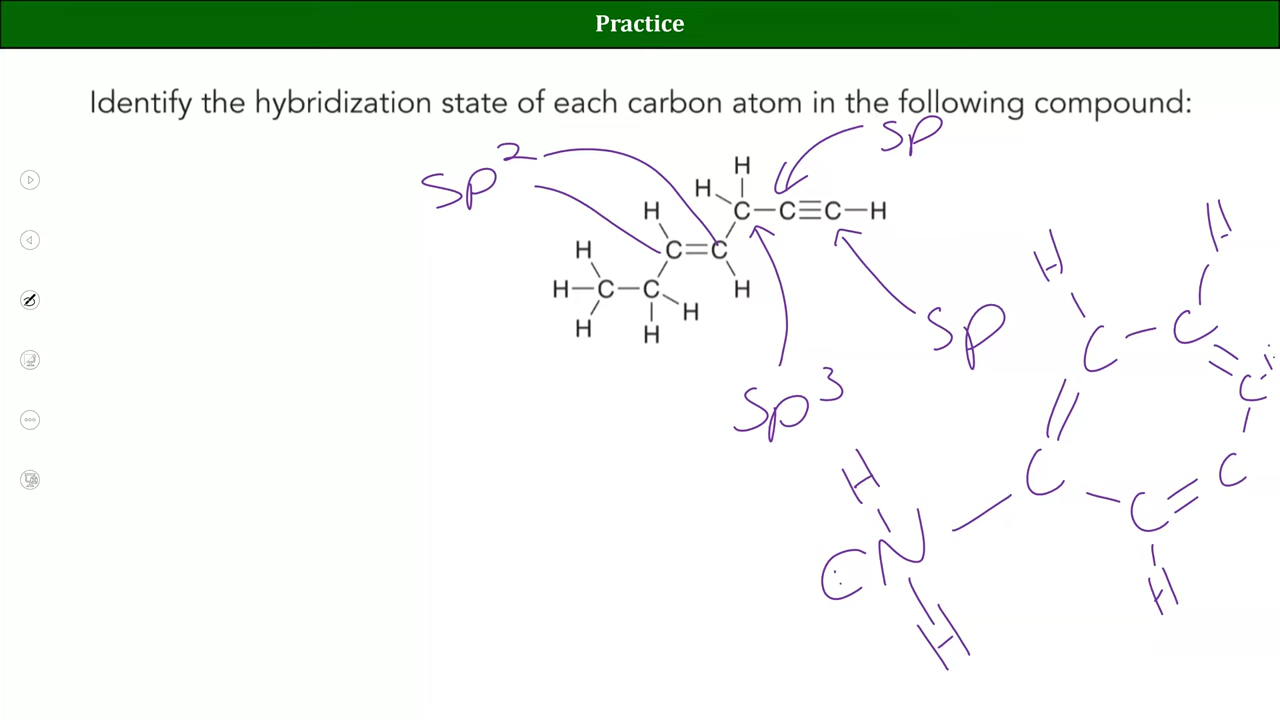 Practice
Identify the hybridization state of each carbon atom in the following compound:
sp
sp²
H
H
H
C—C≡C—H
H
C=C
H
H—C—C
H
H
H
H
sp
sp³
H
H
C
C
C
C
C
C
H
N
H
H